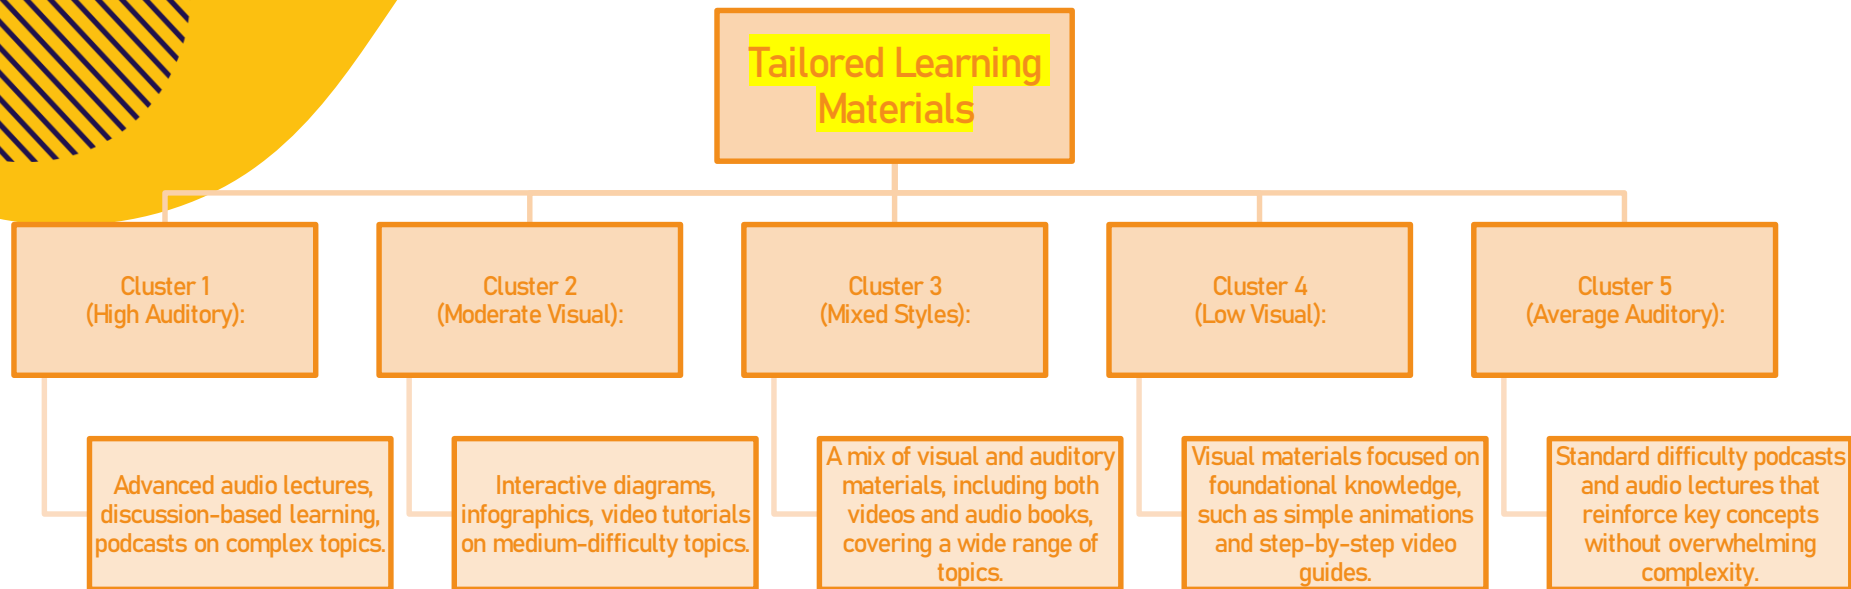 Tailored Learning
Materials
Cluster 1
(High Auditory):
Cluster 2
(Moderate Visual):
Cluster 3
(Mixed Styles):
Cluster 4
(Low Visual):
Cluster 5
(Average Auditory):
Advanced audio lectures,
discussion-based learning,
podcasts on complex topics.
Interactive diagrams,
infographics, video tutorials
on medium-difficulty topics.
A mix of visual and auditory
materials, including both
videos and audio books,
covering a wide range of
topics.
Visual materials focused on
foundational knowledge,
such as simple animations
and step-by-step video
guides.
Standard difficulty podcasts
and audio lectures that
reinforce key concepts
without overwhelming
complexity.